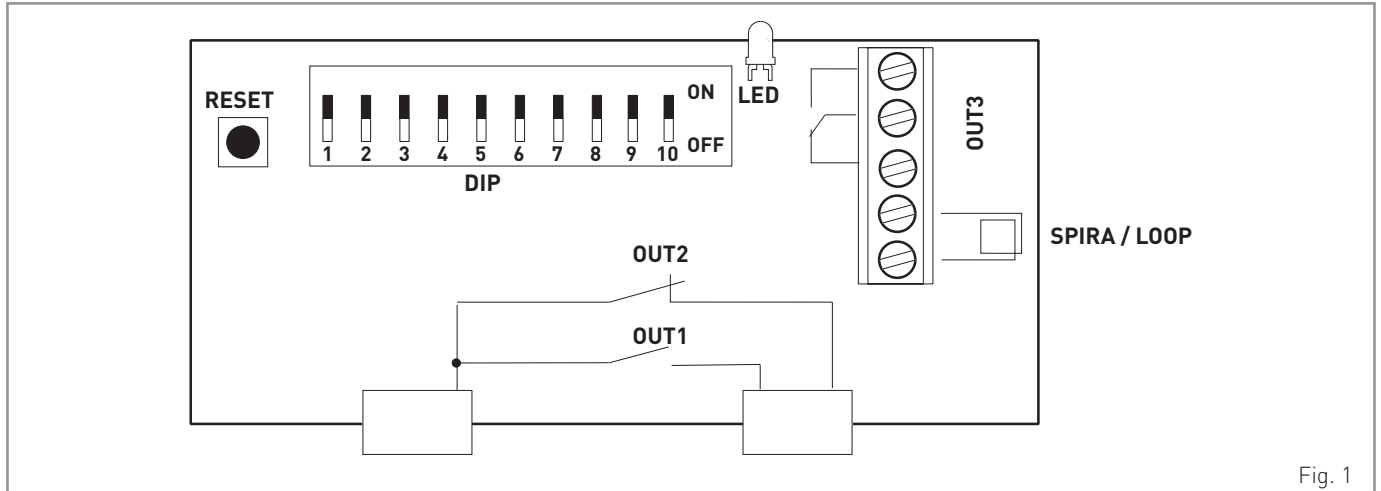 RESET
ON
OFF
1 2 3 4 5 6 7 8 9 10
DIP
LED
OUT3
SPIRA / LOOP
OUT2
OUT1
Fig. 1